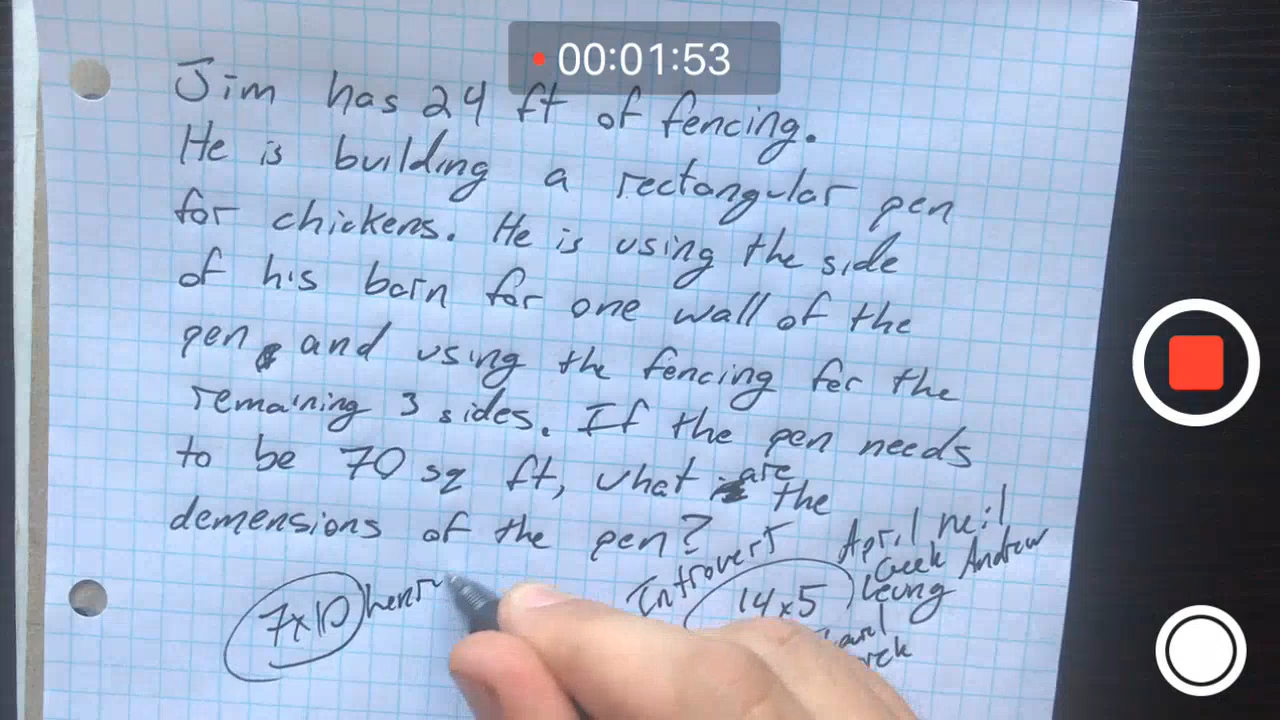 00:01:53
Jim has 24 ft of fencing.
He is building a rectangular pen
for chickens. He is using the side
of his barn for one wall of the
pen, and using the fencing for the
remaining 3 sides. If the pen needs
to be 70 sq ft, what are the
demensions of the pen?
7x10
14x5
Introvert
April neil
Geek Andrew
Leung